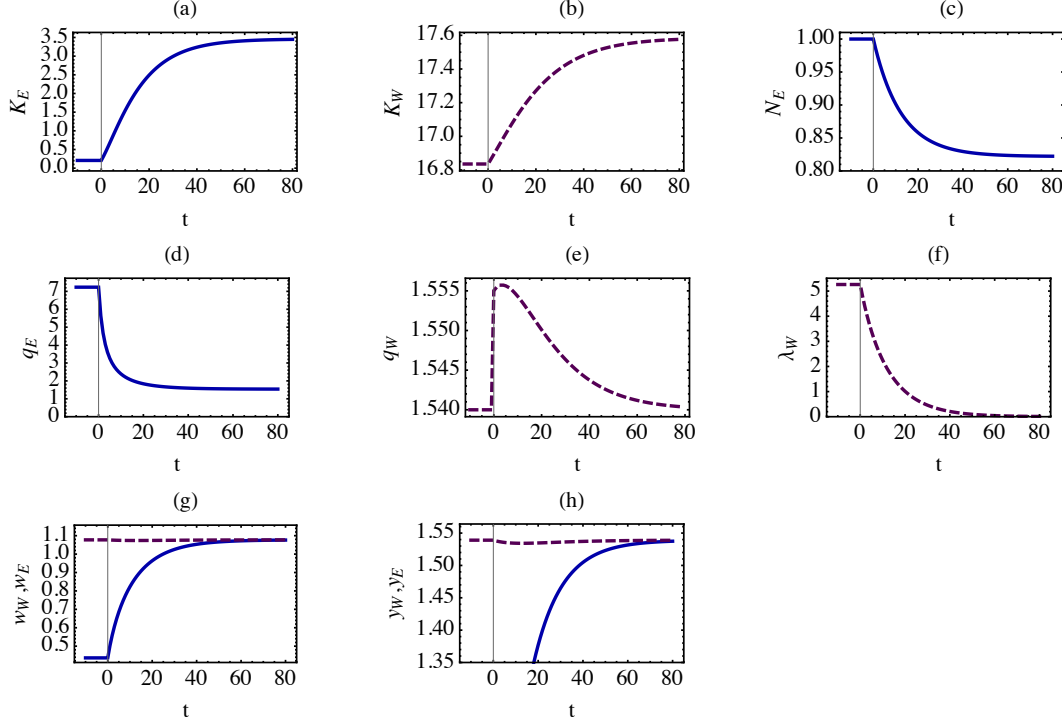 (a) (b) (c)
3.5
3.0
2.5
2.0
1.5
1.0
0.5
0.0
K_E
0 20 40 60 80
t
17.6
17.4
17.2
17.0
16.8
K_W
0 20 40 60 80
t
1.00
0.95
0.90
0.85
0.80
N_E
0 20 40 60 80
t
(d) (e) (f)
7
6
5
4
3
2
1
0
q_E
0 20 40 60 80
t
1.555
1.550
1.545
1.540
q_W
0 20 40 60 80
t
5
4
3
2
1
0
λ_W
0 20 40 60 80
t
(g) (h)
1.1
1.0
0.9
0.8
0.7
0.6
0.5
w_W,w_E
0 20 40 60 80
t
1.55
1.50
1.45
1.40
1.35
y_W,y_E
0 20 40 60 80
t